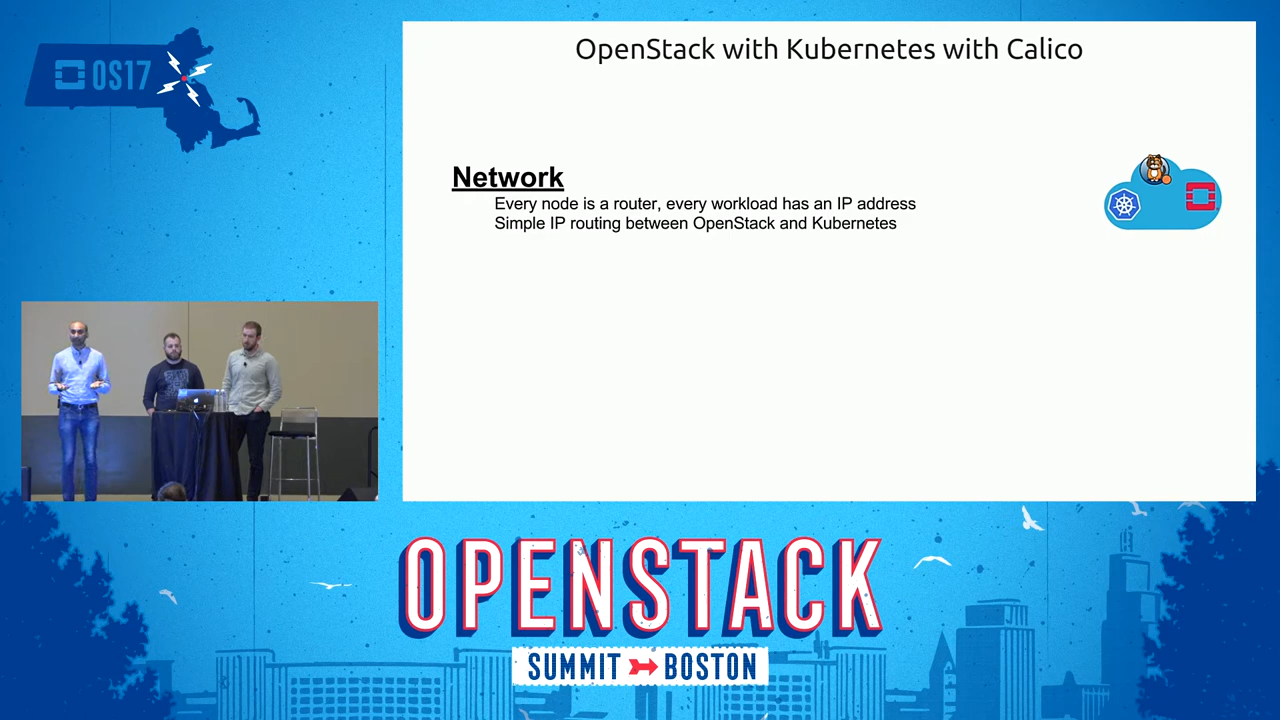 OS17
OpenStack with Kubernetes with Calico
Network
Every node is a router, every workload has an IP address
Simple IP routing between OpenStack and Kubernetes
OPENSTACK
SUMMIT BOSTON